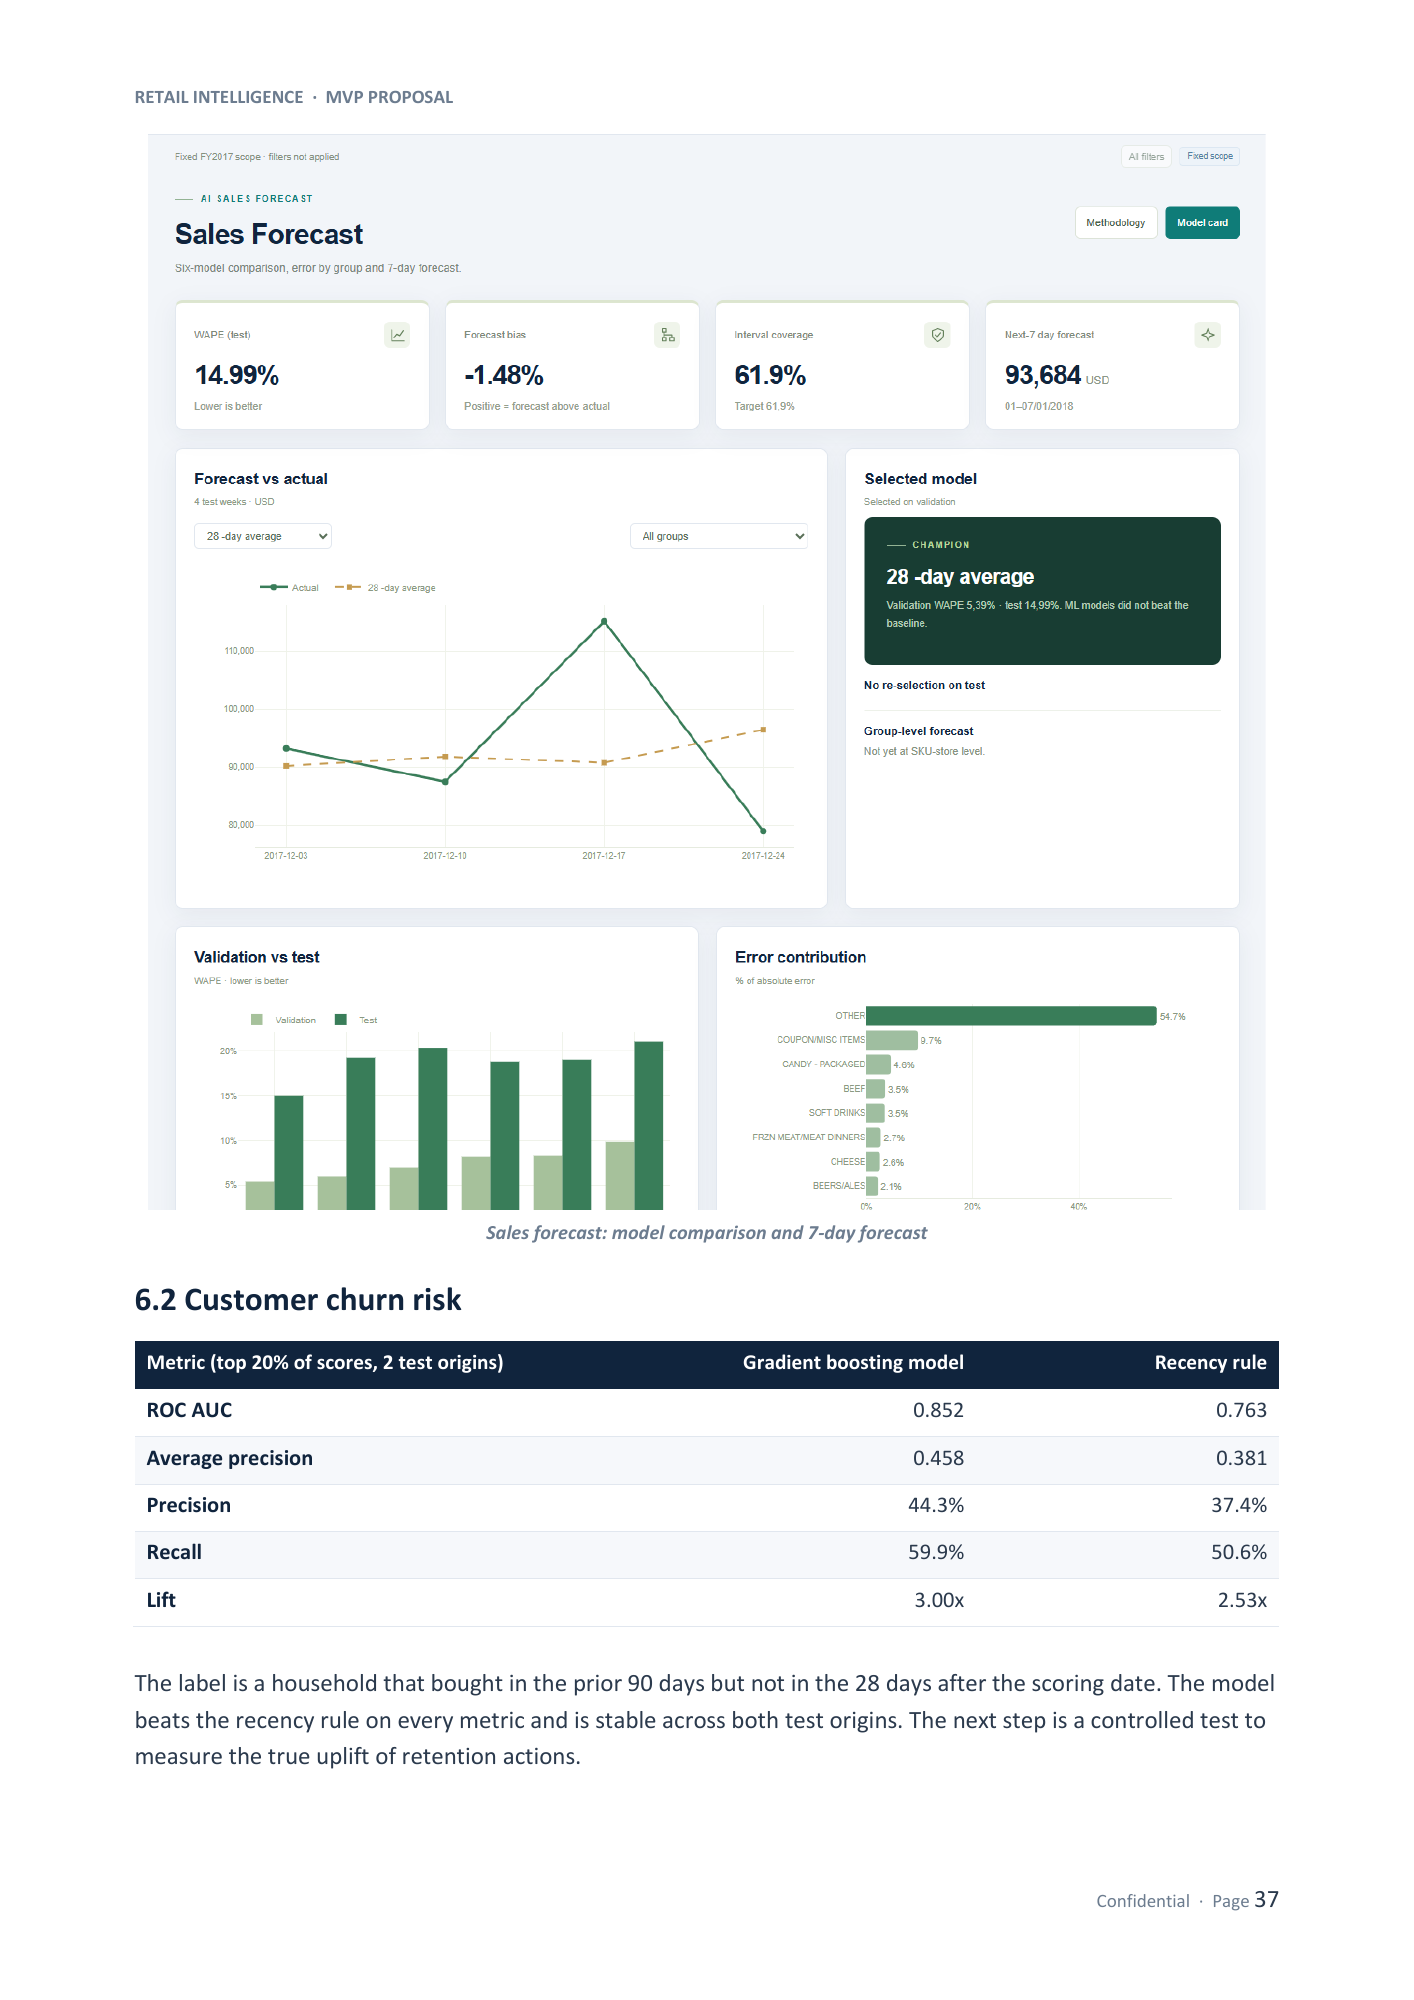 RETAIL INTELLIGENCE · MVP PROPOSAL
Fixed FY2017 scope · filters not applied
All filters
Fixed scope
AI SALES FORECAST
Sales Forecast
Methodology
Model card
Six-model comparison, error by group and 7-day forecast.
WAPE (test)
14.99%
Lower is better
Forecast bias
-1.48%
Positive = forecast above actual
Interval coverage
61.9%
Target 61.9%
Next-7 day forecast
93,684 USD
01–07/01/2018
Forecast vs actual
4 test weeks · USD
28 -day average
All groups
Actual
28 -day average
110,000
100,000
90,000
80,000
2017-12-03
2017-12-10
2017-12-17
2017-12-24
Selected model
Selected on validation
CHAMPION
28 -day average
Validation WAPE 5,39% · test 14,99%. ML models did not beat the
baseline.
No re-selection on test
Group-level forecast
Not yet at SKU-store level.
Validation vs test
WAPE · lower is better
Validation
Test
20%
15%
10%
5%
Error contribution
% of absolute error
OTHER 54.7%
COUPON/MISC ITEMS 9.7%
CANDY - PACKAGED 4.6%
BEEF 3.5%
SOFT DRINKS 3.5%
FRZN MEAT/MEAT DINNERS 2.7%
CHEESE 2.6%
BEERS/ALES 2.1%
0% 20% 40%
Sales forecast: model comparison and 7-day forecast
6.2 Customer churn risk
Metric (top 20% of scores, 2 test origins) Gradient boosting model Recency rule
ROC AUC 0.852 0.763
Average precision 0.458 0.381
Precision 44.3% 37.4%
Recall 59.9% 50.6%
Lift 3.00x 2.53x
The label is a household that bought in the prior 90 days but not in the 28 days after the scoring date. The model
beats the recency rule on every metric and is stable across both test origins. The next step is a controlled test to
measure the true uplift of retention actions.
Confidential · Page 37